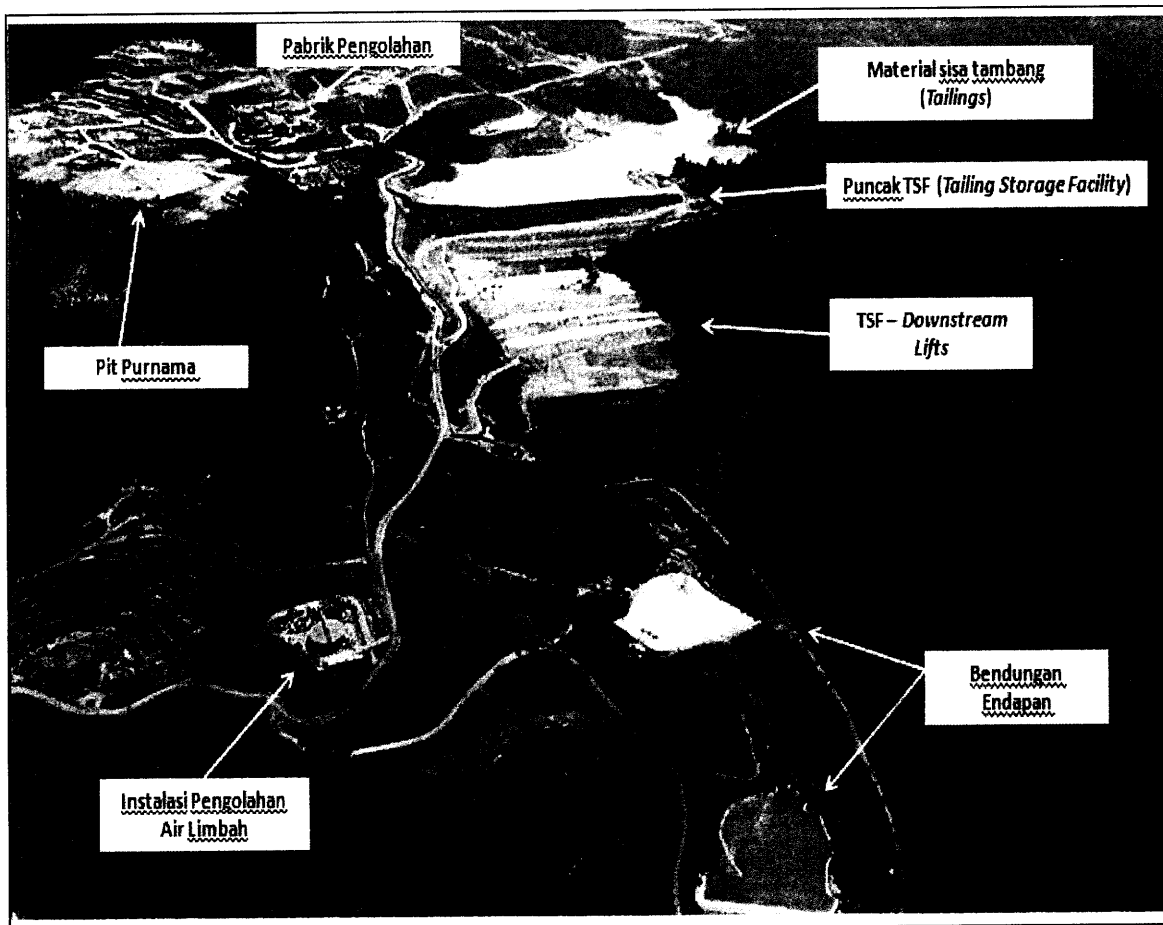 Pabrik Pengolahan
Material sisa tambang
(Tailings)
Puncak TSF (Tailing Storage Facility)
TSF – Downstream
Lifts
Pit Purnama
Bendungan
Endapan
Instalasi Pengolahan
Air Limbah